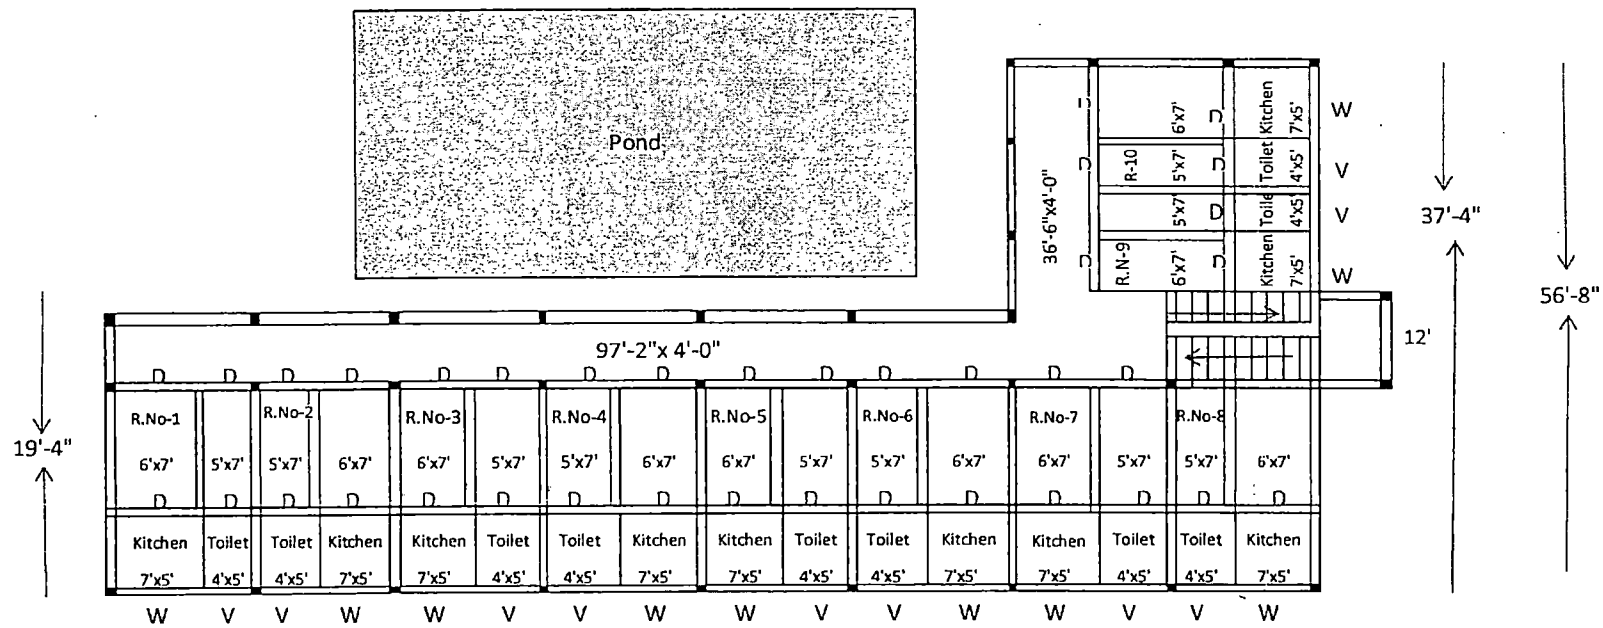 Pond
36'-6"x4'-0"
D
6'x7'
D
Kitchen
7'x5'
W
D
R-10
5'x7'
D
Toilet
4'x5'
V
5'x7'
D
Toile
4'x5'
V
D
R.N-9
6'x7'
D
Kitchen
7'x5'
W
37'-4"
56'-8"
12'
97'-2"x 4'-0"
D D D D D D D D D D D D D D
R.No-1 R.No-2 R.No-3 R.No-4 R.No-5 R.No-6 R.No-7 R.No-8
19'-4"
6'x7' 5'x7' 5'x7' 6'x7' 6'x7' 5'x7' 5'x7' 6'x7' 6'x7' 5'x7' 5'x7' 6'x7' 6'x7' 5'x7' 5'x7' 6'x7'
D D D D D D D D D D D D D D D D
Kitchen Toilet Toilet Kitchen Kitchen Toilet Toilet Kitchen Kitchen Toilet Toilet Kitchen Kitchen Toilet Toilet Kitchen
7'x5' 4'x5' 4'x5' 7'x5' 7'x5' 4'x5' 4'x5' 7'x5' 7'x5' 4'x5' 4'x5' 7'x5' 7'x5' 4'x5' 4'x5' 7'x5'
W V V W W V V W W V V W W V V W